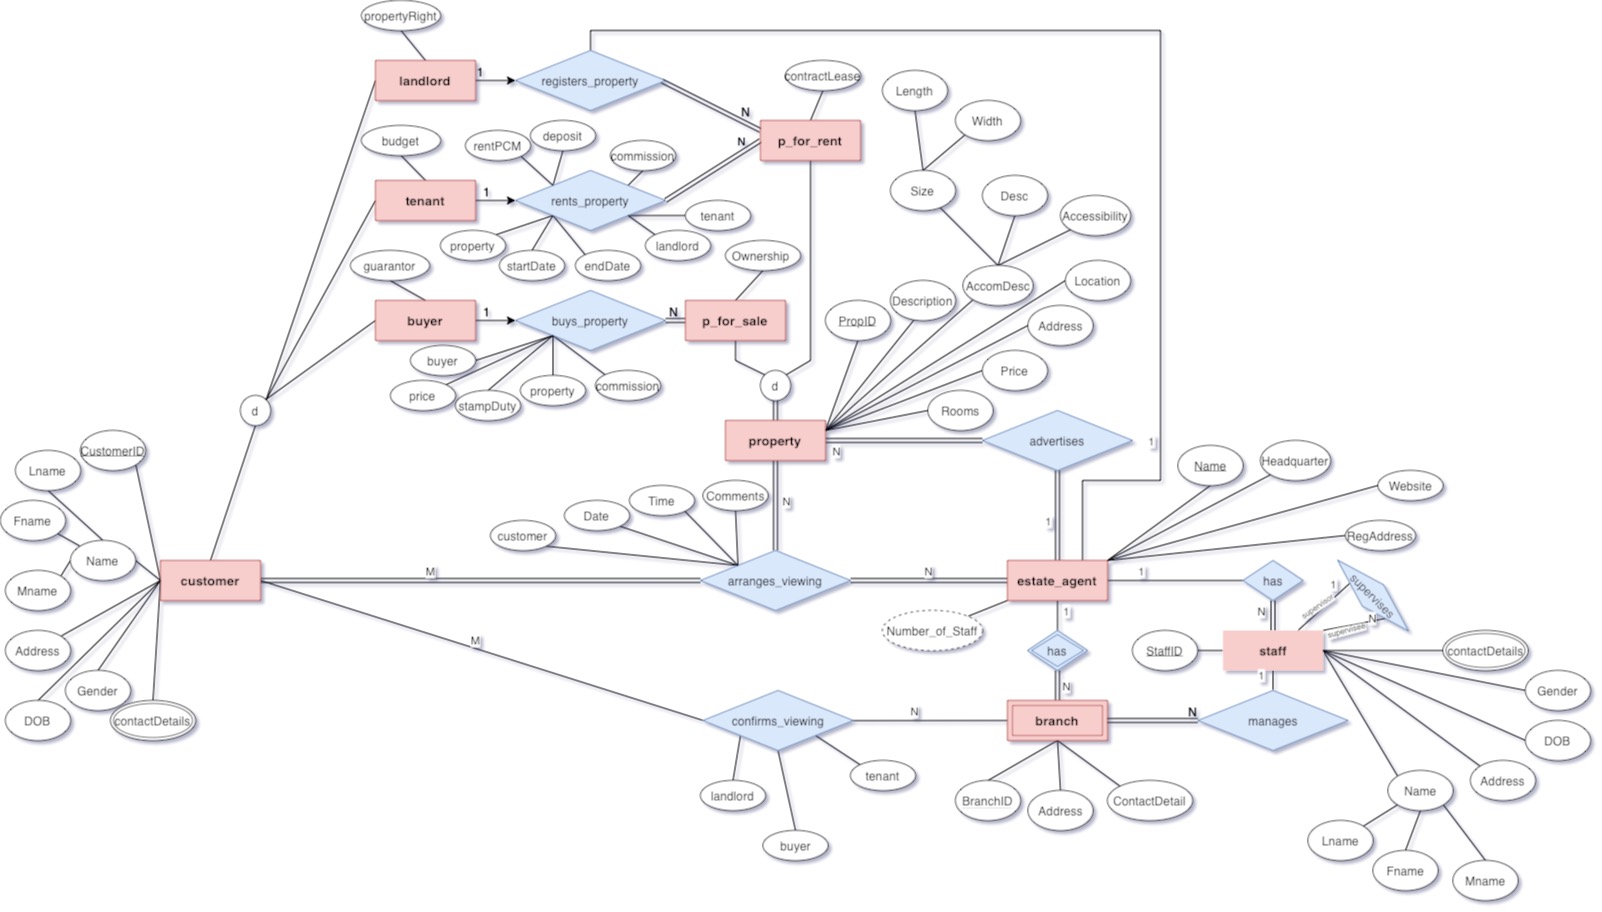 propertyRight
landlord
1
registers_property
N
contractLease
p_for_rent
N
budget
tenant
1
rentPCM
deposit
commission
rents_property
tenant
landlord
property
startDate
endDate
Length
Width
Size
Desc
Accessibility
AccomDesc
Location
Address
Price
Rooms
Description
PropID
guarantor
buyer
1
buys_property
N
Ownership
p_for_sale
buyer
price
stampDuty
property
commission
d
d
property
N
advertises
1
1
N
CustomerID
Lname
Fname
Name
Mname
Address
DOB
Gender
contactDetails
customer
M
customer
Date
Time
Comments
arranges_viewing
N
estate_agent
Name
Headquarter
Website
RegAddress
Number_of_Staff
1
has
N
1
has
N
supervisor
1
supervises
supervisee
N
StaffID
staff
contactDetails
Gender
DOB
Address
Name
Lname
Fname
Mname
1
manages
N
branch
BranchID
Address
ContactDetail
M
confirms_viewing
N
landlord
buyer
tenant